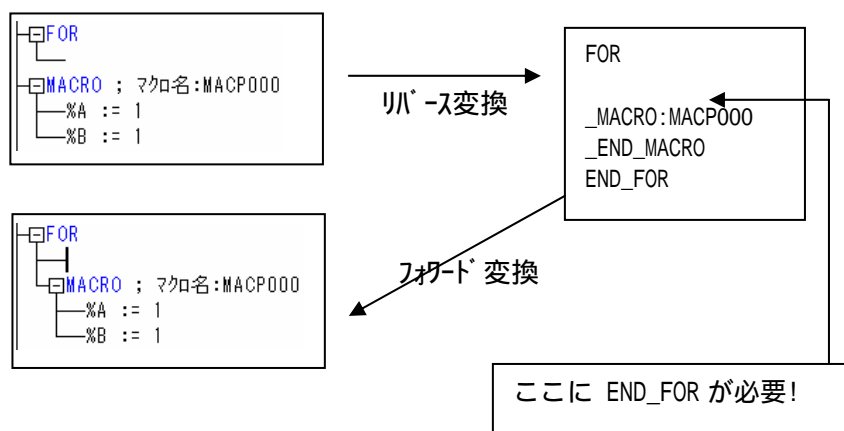 FOR
MACRO ; マクロ名:MACP000
%A := 1
%B := 1
リバース変換
FOR
_MACRO:MACP000
_END_MACRO
END_FOR
FOR
MACRO ; マクロ名:MACP000
%A := 1
%B := 1
フォワード変換
ここに END_FOR が必要!